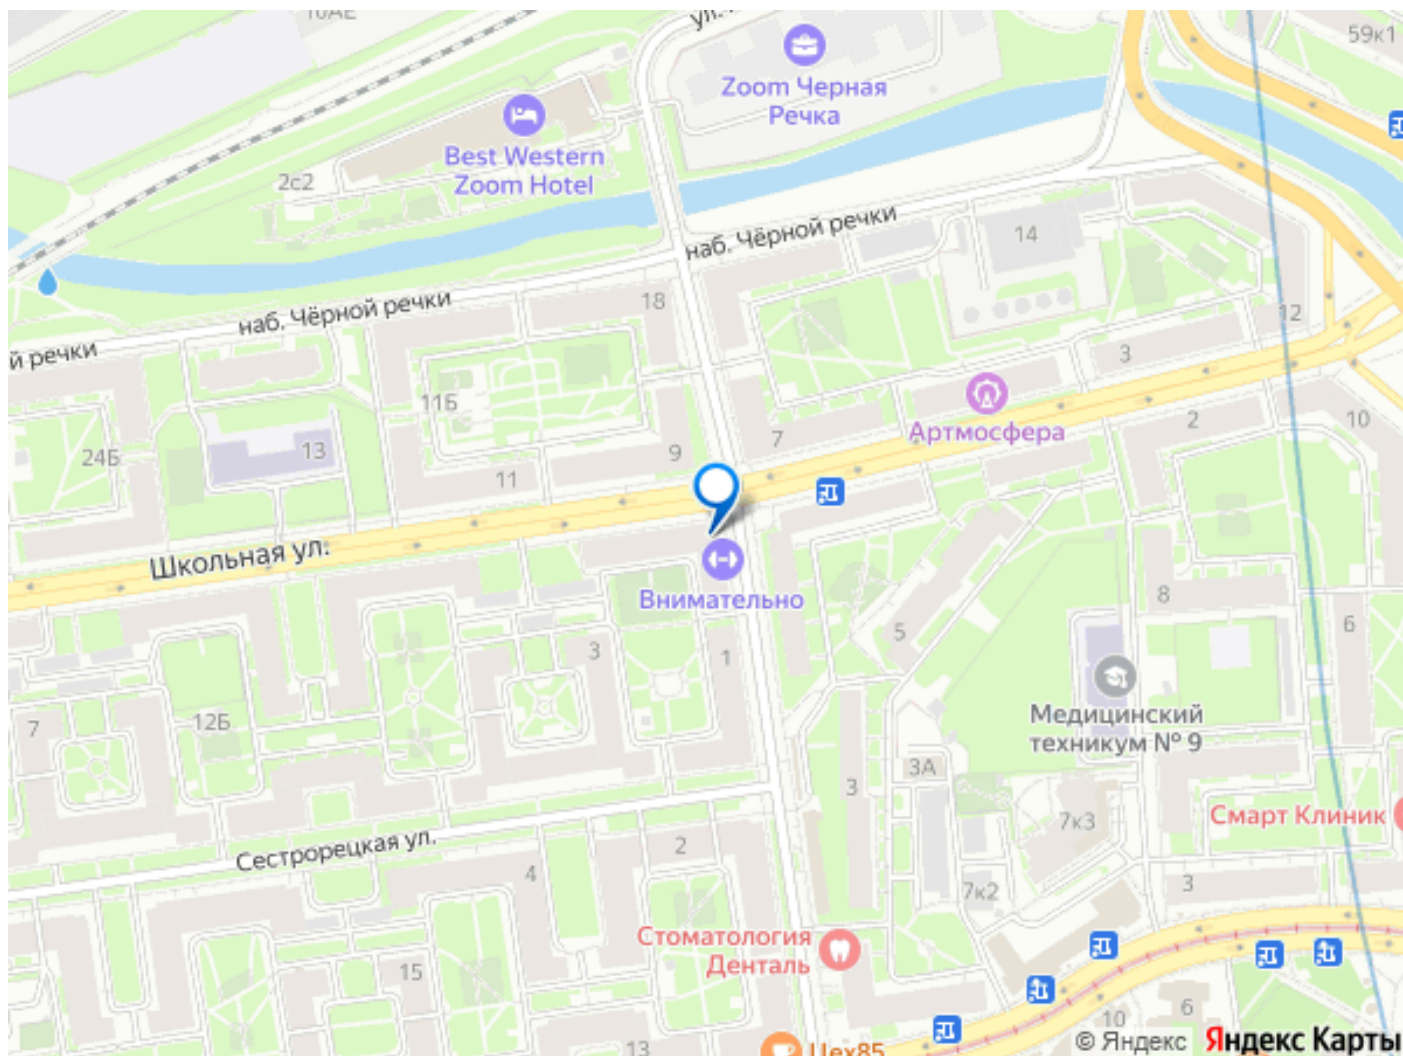 59к1
Zoom Черная
Речка
Best Western
Zoom Hotel
2с2
наб. Чёрной речки
14
18
наб. Чёрной речки
12
й речки
3
11Б
Артмосфера
2
10
7
9
24Б
13
11
Школьная ул.
Внимательно
8
6
5
3
1
Медицинский
техникум № 9
12Б
7
3А
3
7к3
Смарт Клиник
Сестрорецкая ул.
2
4
7к2
3
Стоматология
Денталь
15
6
10
13
Цех85
© Яндекс Яндекс Карты